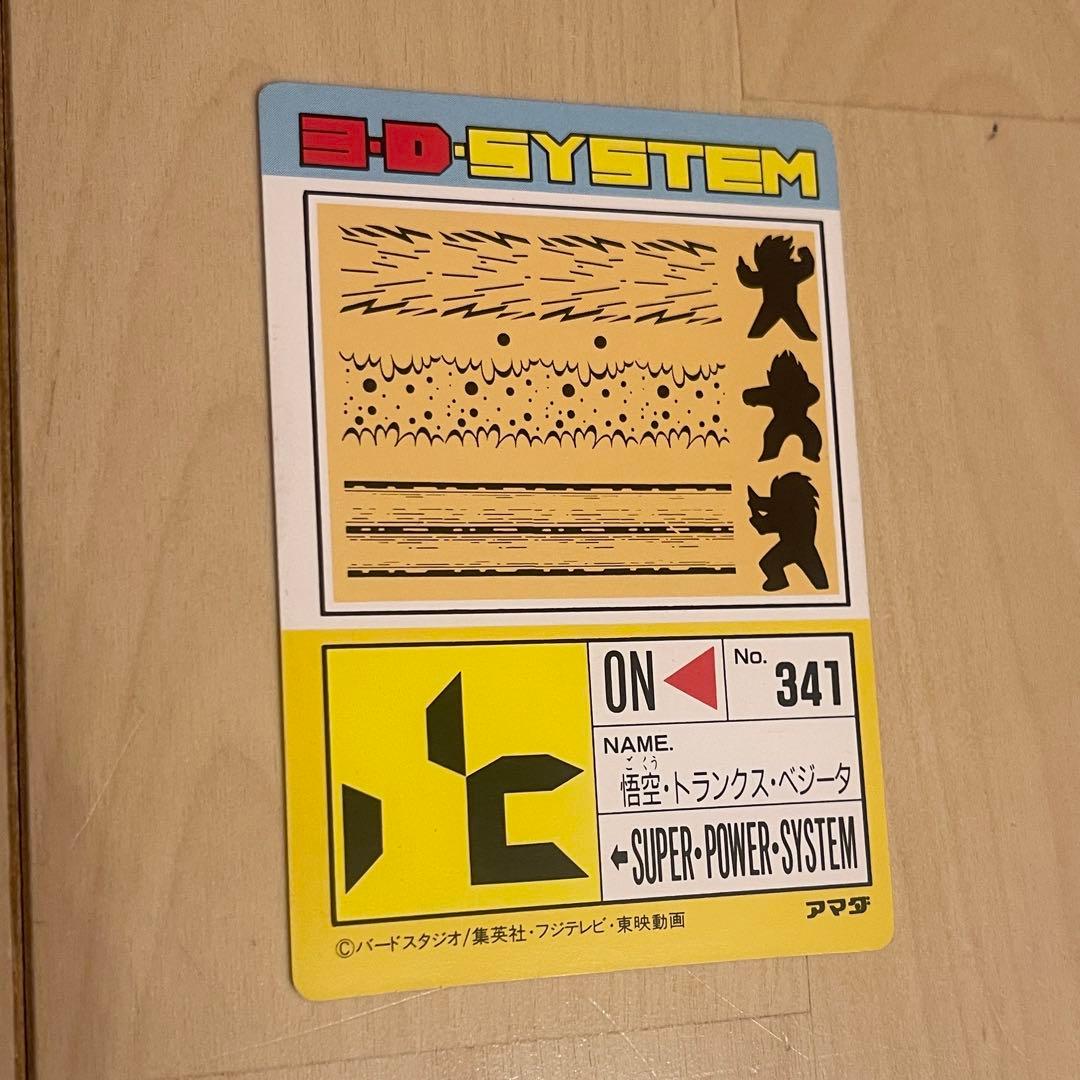 3・D・SYSTEM
ON
No. 341
NAME.
ごくう
悟空・トランクス・ベジータ
←SUPER・POWER・SYSTEM
アマダ
©バードスタジオ/集英社・フジテレビ・東映動画